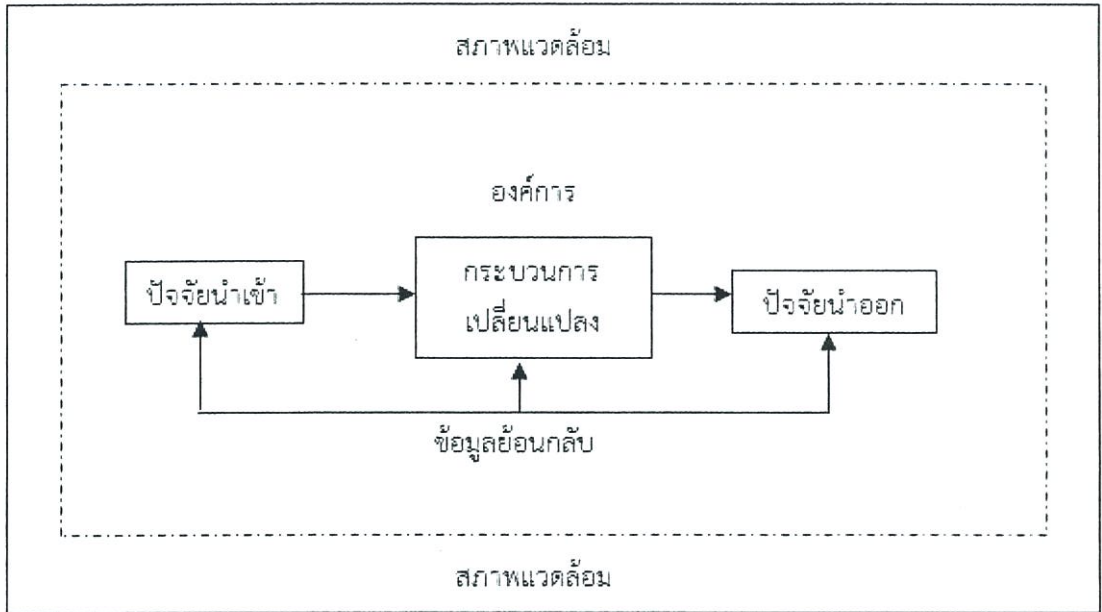 สภาพแวดล้อม
องค์การ
ปัจจัยนำเข้า
กระบวนการ
เปลี่ยนแปลง
ปัจจัยนำออก
ข้อมูลย้อนกลับ
สภาพแวดล้อม